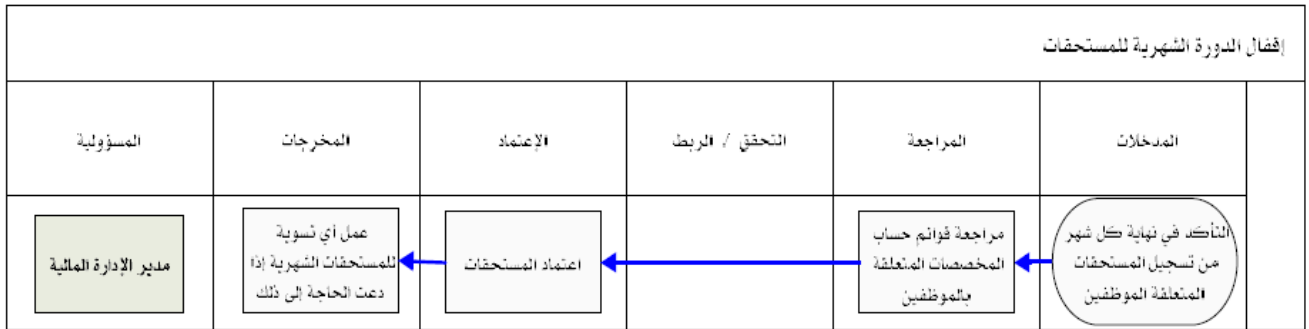 إقفال الدورة الشهرية للمستحقات
المدخلات
المراجعة
التحقق / الربط
الإعتماد
المخرجات
المسؤولية
التأكد في نهاية كل شهر
من تسجيل المستحقات
المتعلقة الموظفين
مراجعة قوائم حساب
المخصصات المتعلقة
بالموظفين
اعتماد المستحقات
عمل أي تسوية
للمستحقات الشهرية إذا
دعت الحاجة إلى ذلك
مدير الإدارة المالية